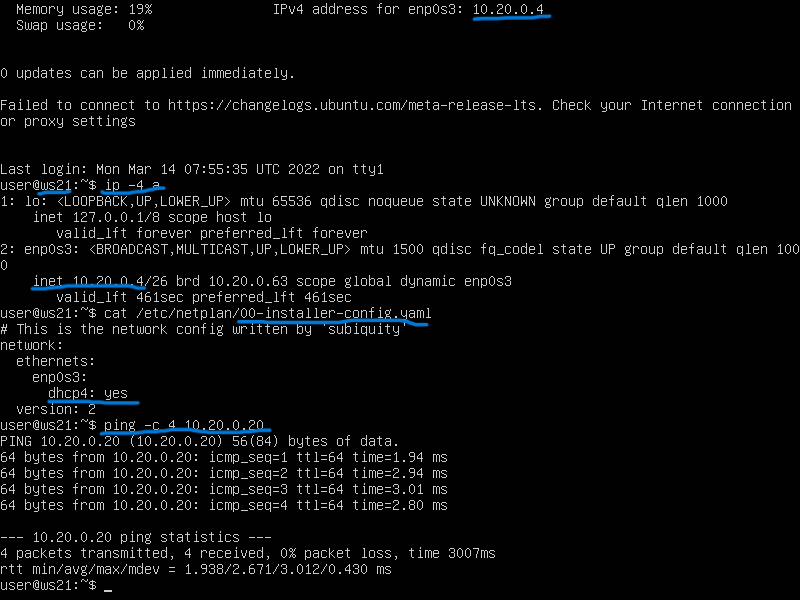 Memory usage: 19%               IPv4 address for enp0s3: 10.20.0.4
Swap usage:   0%
0 updates can be applied immediately.
Failed to connect to https://changelogs.ubuntu.com/meta-release-lts. Check your Internet connection
or proxy settings
Last login: Mon Mar 14 07:55:35 UTC 2022 on tty1
user@ws21:~$ ip -4 a
1: lo: <LOOPBACK,UP,LOWER_UP> mtu 65536 qdisc noqueue state UNKNOWN group default qlen 1000
    inet 127.0.0.1/8 scope host lo
       valid_lft forever preferred_lft forever
2: enp0s3: <BROADCAST,MULTICAST,UP,LOWER_UP> mtu 1500 qdisc fq_codel state UP group default qlen 100
0
    inet 10.20.0.4/26 brd 10.20.0.63 scope global dynamic enp0s3
       valid_lft 461sec preferred_lft 461sec
user@ws21:~$ cat /etc/netplan/00-installer-config.yaml
# This is the network config written by 'subiquity'
network:
  ethernets:
    enp0s3:
      dhcp4: yes
  version: 2
user@ws21:~$ ping -c 4 10.20.0.20
PING 10.20.0.20 (10.20.0.20) 56(84) bytes of data.
64 bytes from 10.20.0.20: icmp_seq=1 ttl=64 time=1.94 ms
64 bytes from 10.20.0.20: icmp_seq=2 ttl=64 time=2.94 ms
64 bytes from 10.20.0.20: icmp_seq=3 ttl=64 time=3.01 ms
64 bytes from 10.20.0.20: icmp_seq=4 ttl=64 time=2.80 ms
--- 10.20.0.20 ping statistics ---
4 packets transmitted, 4 received, 0% packet loss, time 3007ms
rtt min/avg/max/mdev = 1.938/2.671/3.012/0.430 ms
user@ws21:~$ _